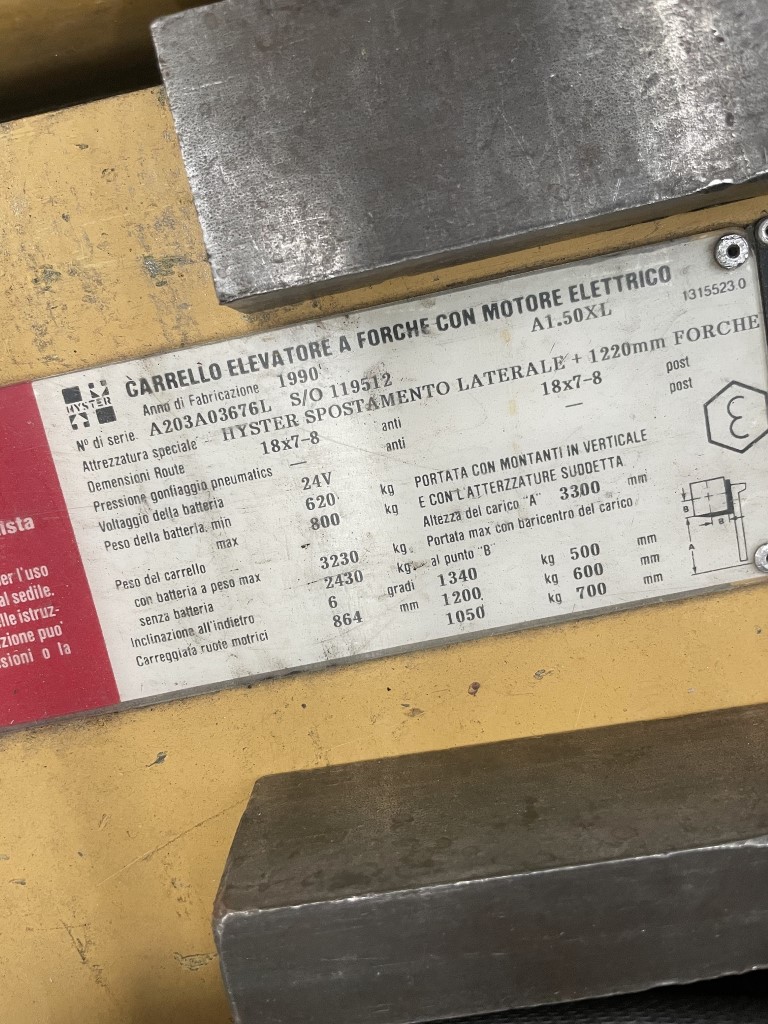 HYSTER
CARRELLO ELEVATORE A FORCHE CON MOTORE ELETTRICO
1315523.0
Anno di Fabricazione 1990 A1.50XL
N° di serie A203A03676L S/O 119512
Attrezzatura speciale HYSTER SPOSTAMENTO LATERALE + 1220mm FORCHE
Demensioni Route 18x7-8 anti 18x7-8 post
Pressione gonfiaggio pneumatics — anti — post
Voltaggio della batteria 24V
Peso della batteria. min 620 kg
max 800 kg
Peso del carrello
con batteria a peso max 3230 kg
senza batteria 2430 kg
Inclinazione all'indietro 6 gradi
Carreggiata ruote motrici 864 mm
PORTATA CON MONTANTI IN VERTICALE
E CON L'ATTERZZATURE SUDDETTA
Altezza del carico "A" 3300 mm
Portata max con baricentro del carico
al punto "B"
1340 kg 500 mm
1200 kg 600 mm
1050 kg 700 mm
B
B
A
ista
er l'uso
al sedile.
lle istruz-
zione puo'
sioni o la